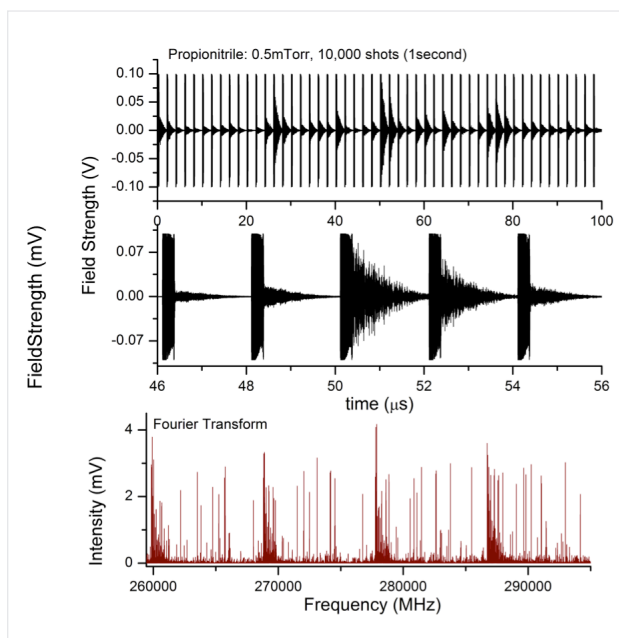 Propionitrile: 0.5mTorr, 10,000 shots (1second)
0.10
0.05
0.00
-0.05
-0.10
0 20 40 60 80 100
Field Strength (V)
FieldStrength (mV)
0.07
0.00
-0.07
46 48 50 52 54 56
time (μs)
Fourier Transform
4
2
0
Intensity (mV)
260000 270000 280000 290000
Frequency (MHz)